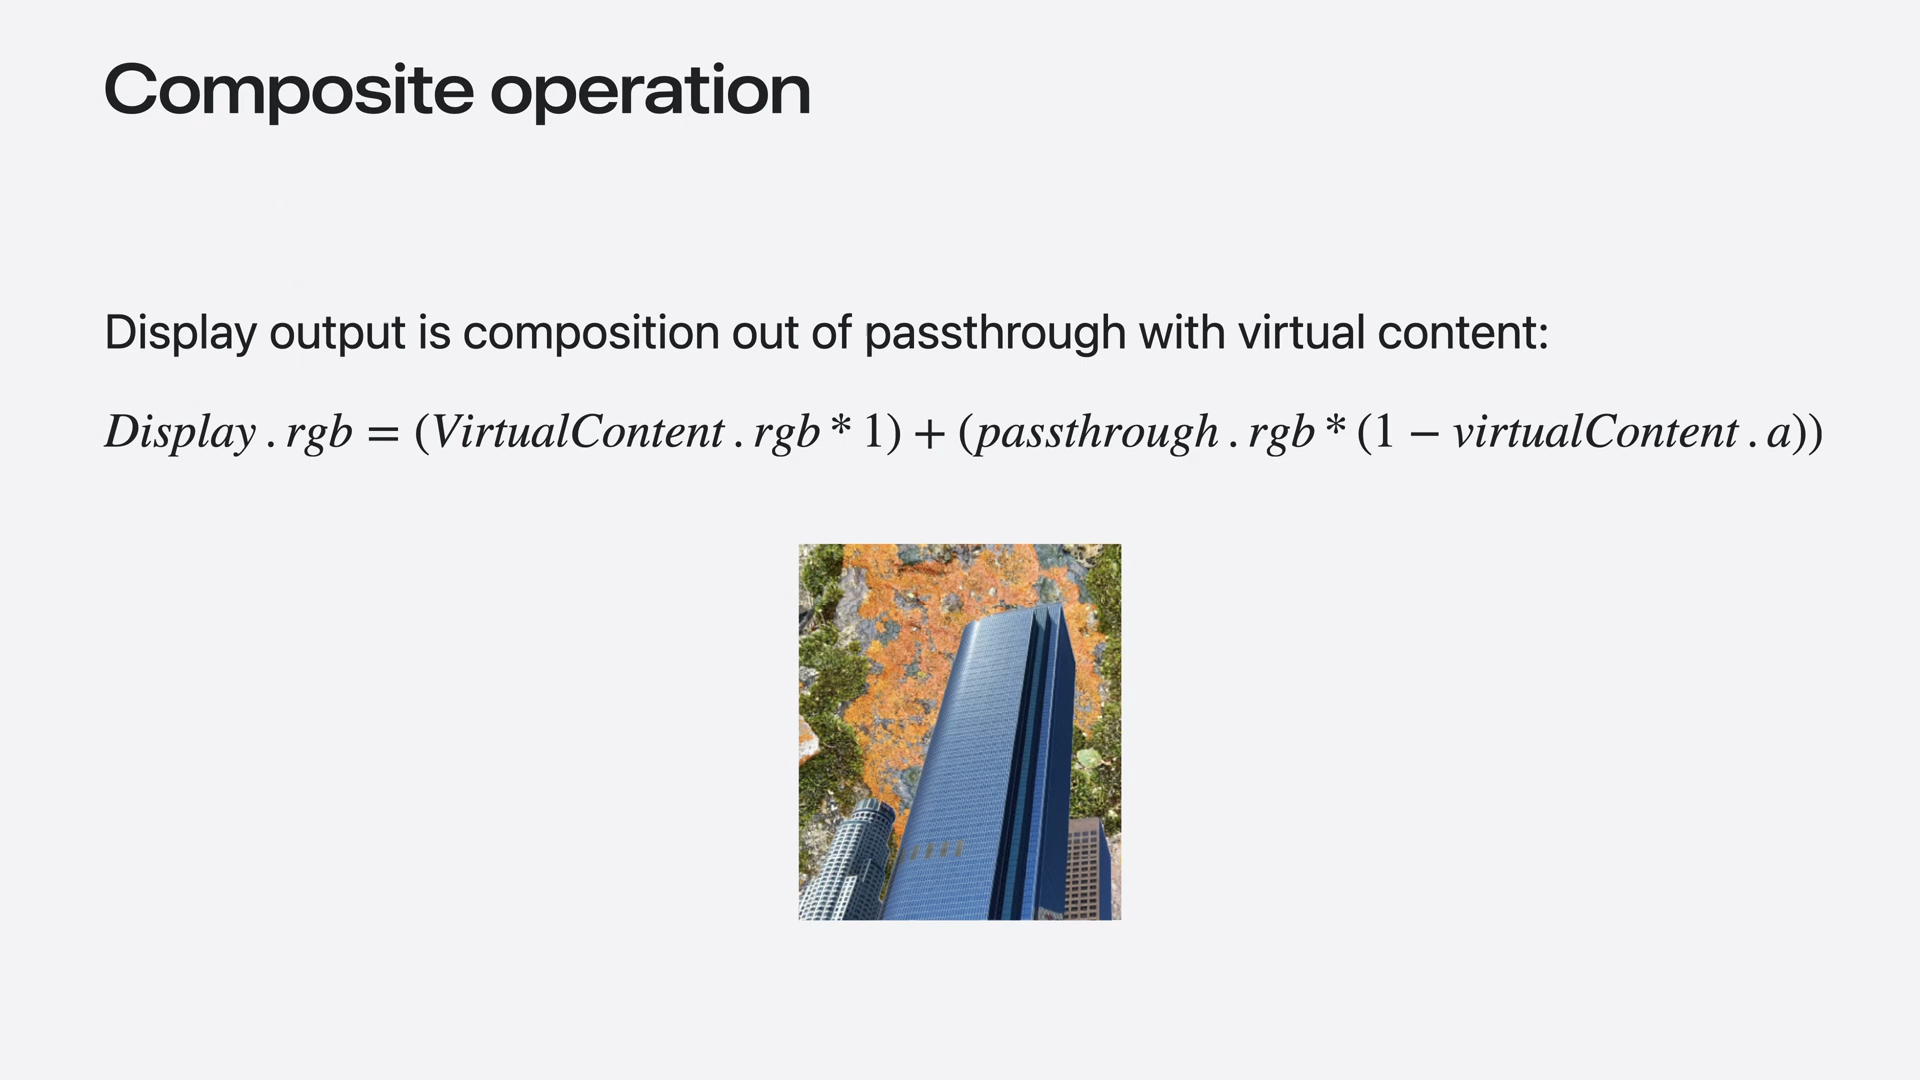 Composite operation
Display output is composition out of passthrough with virtual content:
Display . rgb = (VirtualContent . rgb * 1) + (passthrough . rgb * (1 − virtualContent . a))